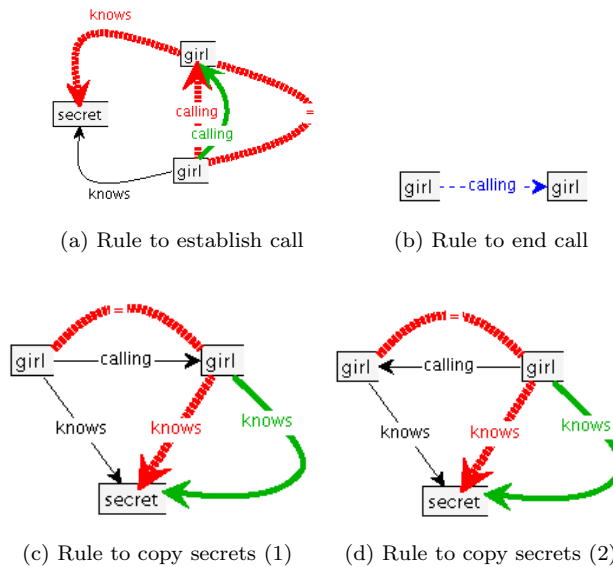 knows
girl
=
calling
secret
calling
girl
knows
(a) Rule to establish call
girl
calling
girl
(b) Rule to end call
=
girl
calling
girl
knows
knows
knows
secret
(c) Rule to copy secrets (1)
=
girl
calling
girl
knows
knows
knows
secret
(d) Rule to copy secrets (2)